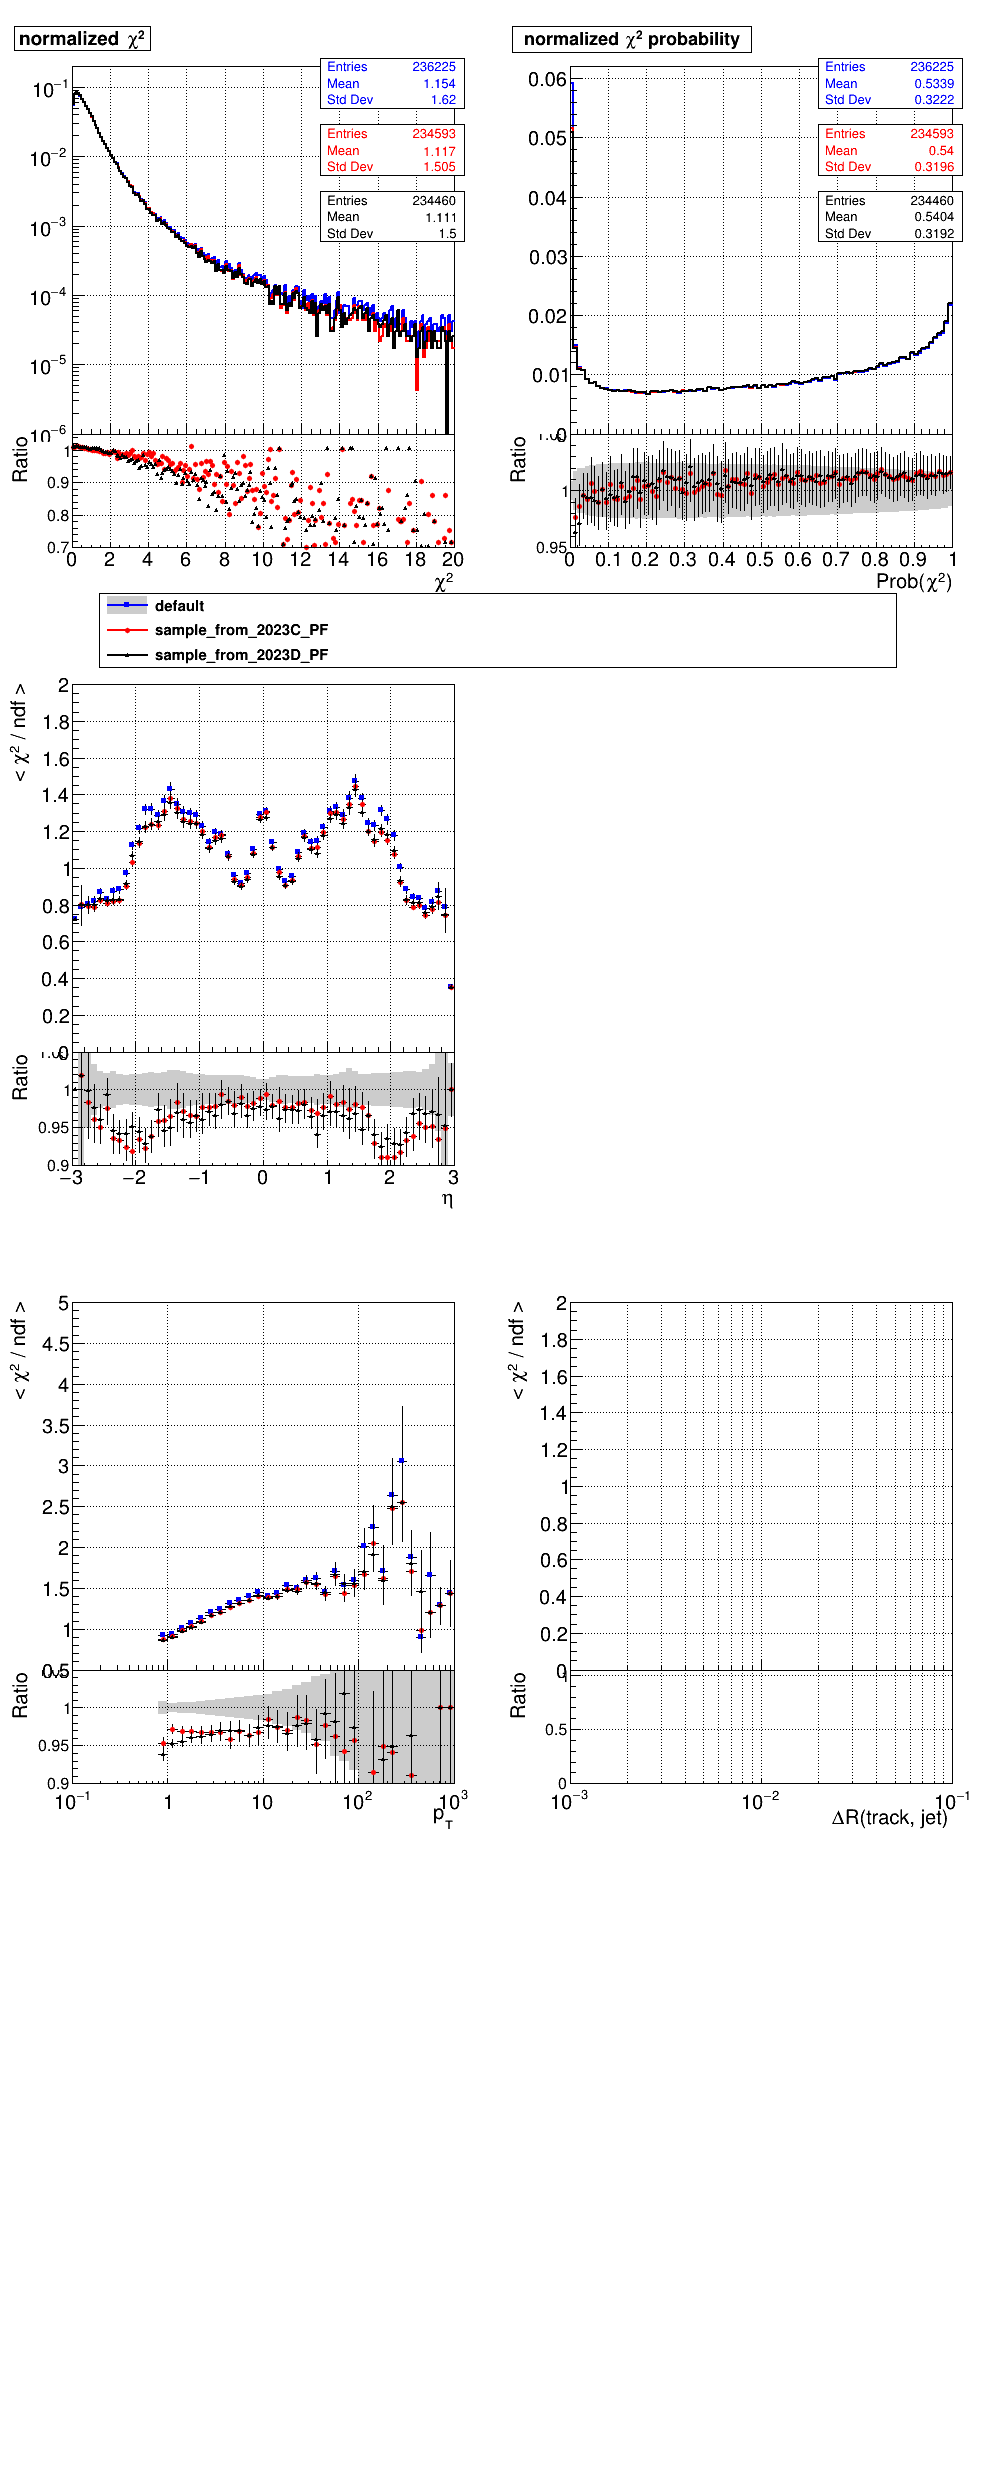 normalized χ²
normalized χ² probability
Entries 236225
Mean 1.154
Std Dev 1.62
Entries 234593
Mean 1.117
Std Dev 1.505
Entries 234460
Mean 1.111
Std Dev 1.5
10⁻¹
10⁻²
10⁻³
10⁻⁴
10⁻⁵
10⁻⁶
Ratio
1
0.9
0.8
0.7
0 2 4 6 8 10 12 14 16 18 20
χ²
Entries 236225
Mean 0.5339
Std Dev 0.3222
Entries 234593
Mean 0.54
Std Dev 0.3196
Entries 234460
Mean 0.5404
Std Dev 0.3192
0.06
0.05
0.04
0.03
0.02
0.01
0
Ratio
1
0.95
0 0.1 0.2 0.3 0.4 0.5 0.6 0.7 0.8 0.9 1
Prob(χ²)
default
sample_from_2023C_PF
sample_from_2023D_PF
< χ² / ndf >
2
1.8
1.6
1.4
1.2
1
0.8
0.6
0.4
0.2
0
Ratio
1
0.95
0.9
−3 −2 −1 0 1 2 3
η
< χ² / ndf >
5
4.5
4
3.5
3
2.5
2
1.5
1
0.5
Ratio
1
0.95
0.9
10⁻¹ 1 10 10² 10³
p_T
< χ² / ndf >
2
1.8
1.6
1.4
1.2
1
0.8
0.6
0.4
0.2
0
Ratio
1
0.5
0
10⁻³ 10⁻² 10⁻¹
ΔR(track, jet)